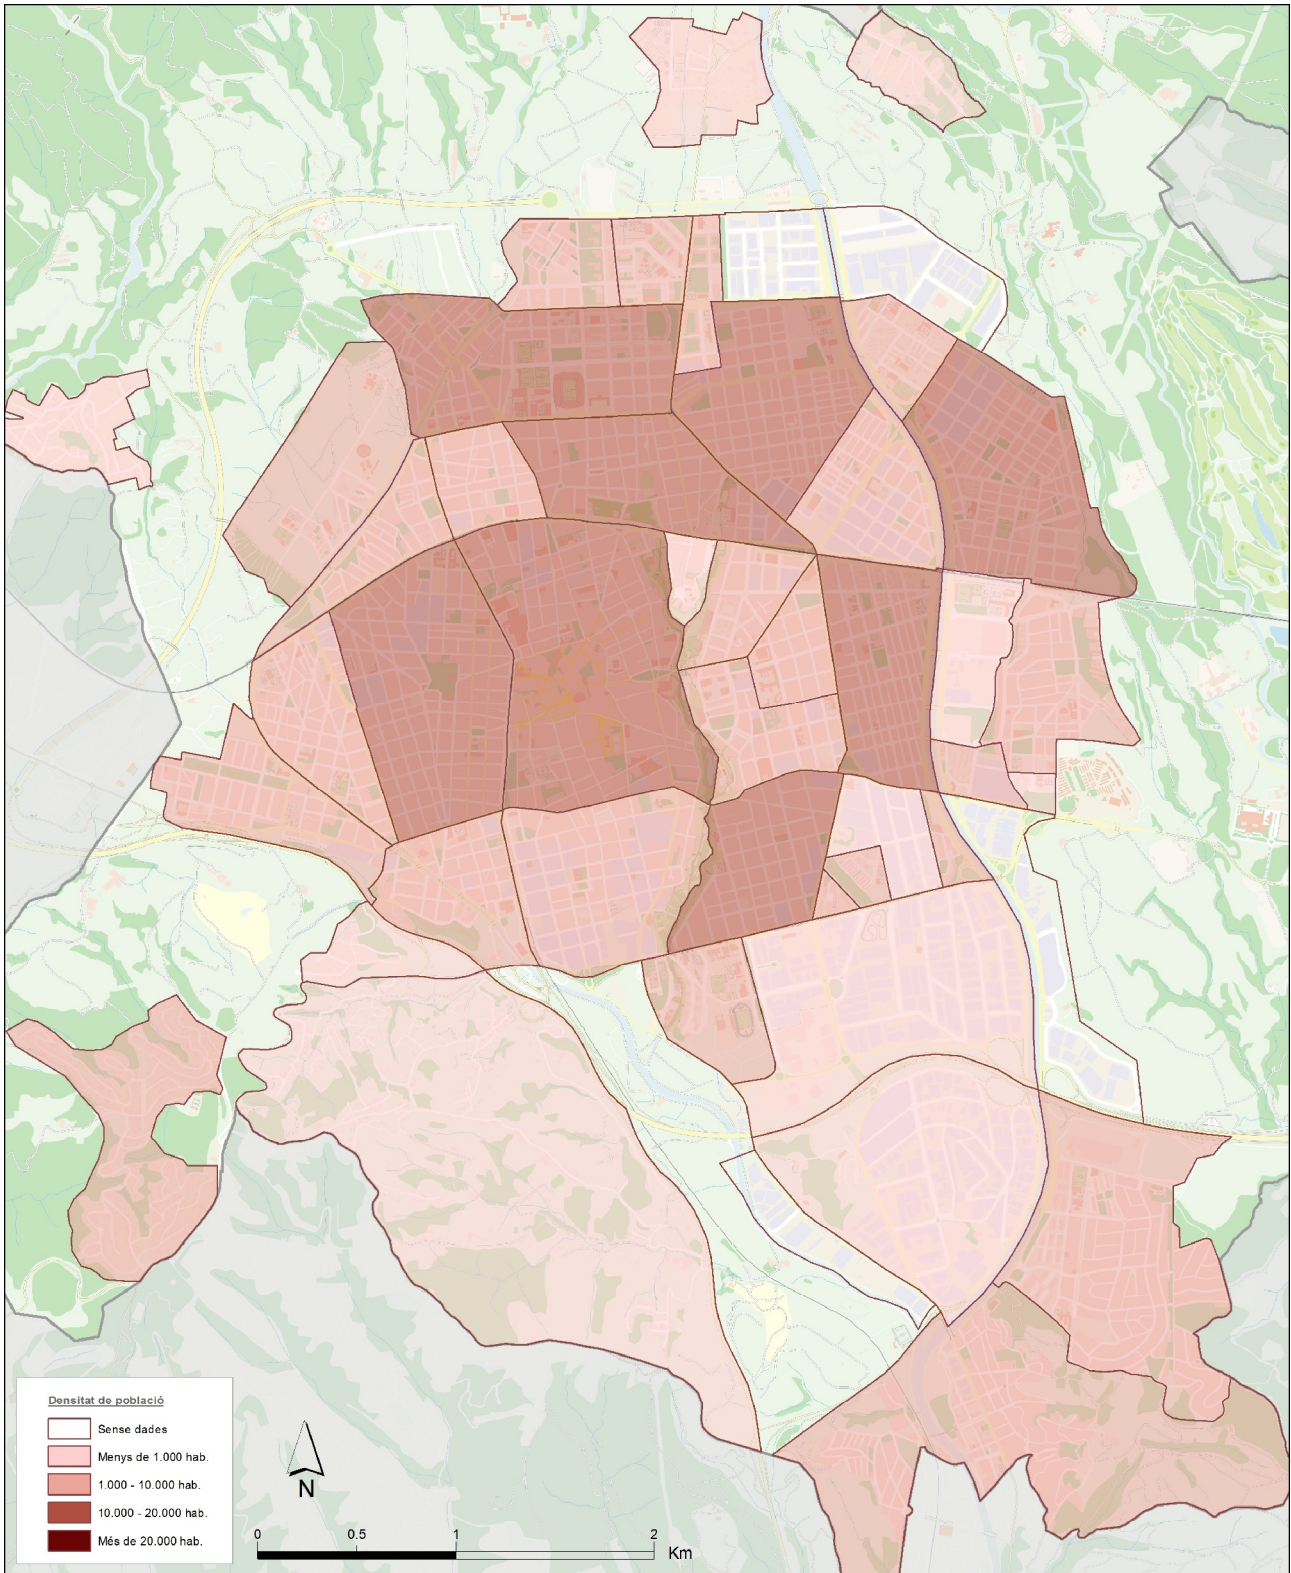 Densitat de població
Sense dades
Menys de 1.000 hab.
1.000 - 10.000 hab.
10.000 - 20.000 hab.
Més de 20.000 hab.
N
0 0.5 1 2
Km